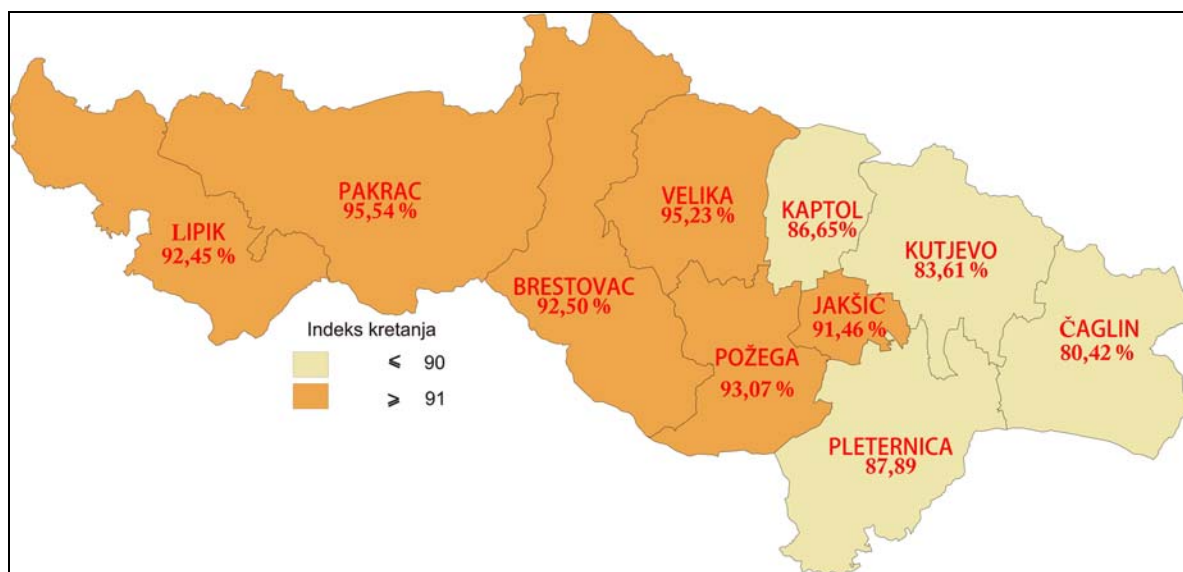 PAKRAC
95,54 %
VELIKA
95,23 %
KAPTOL
86,65%
LIPIK
92,45 %
KUTJEVO
83,61 %
BRESTOVAC
92,50 %
JAKŠIĆ
91,46 %
ČAGLIN
80,42 %
POŽEGA
93,07 %
PLETERNICA
87,89
Indeks kretanja
⩽ 90
⩾ 91